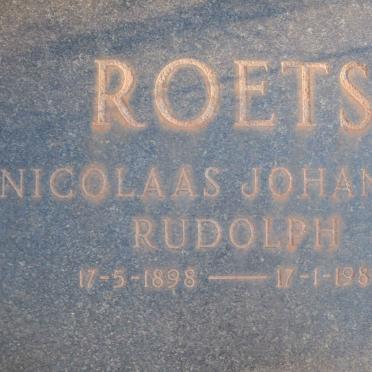 ROETS
NICOLAAS JOHAN
RUDOLPH
17-5-1898 — 17-1-198